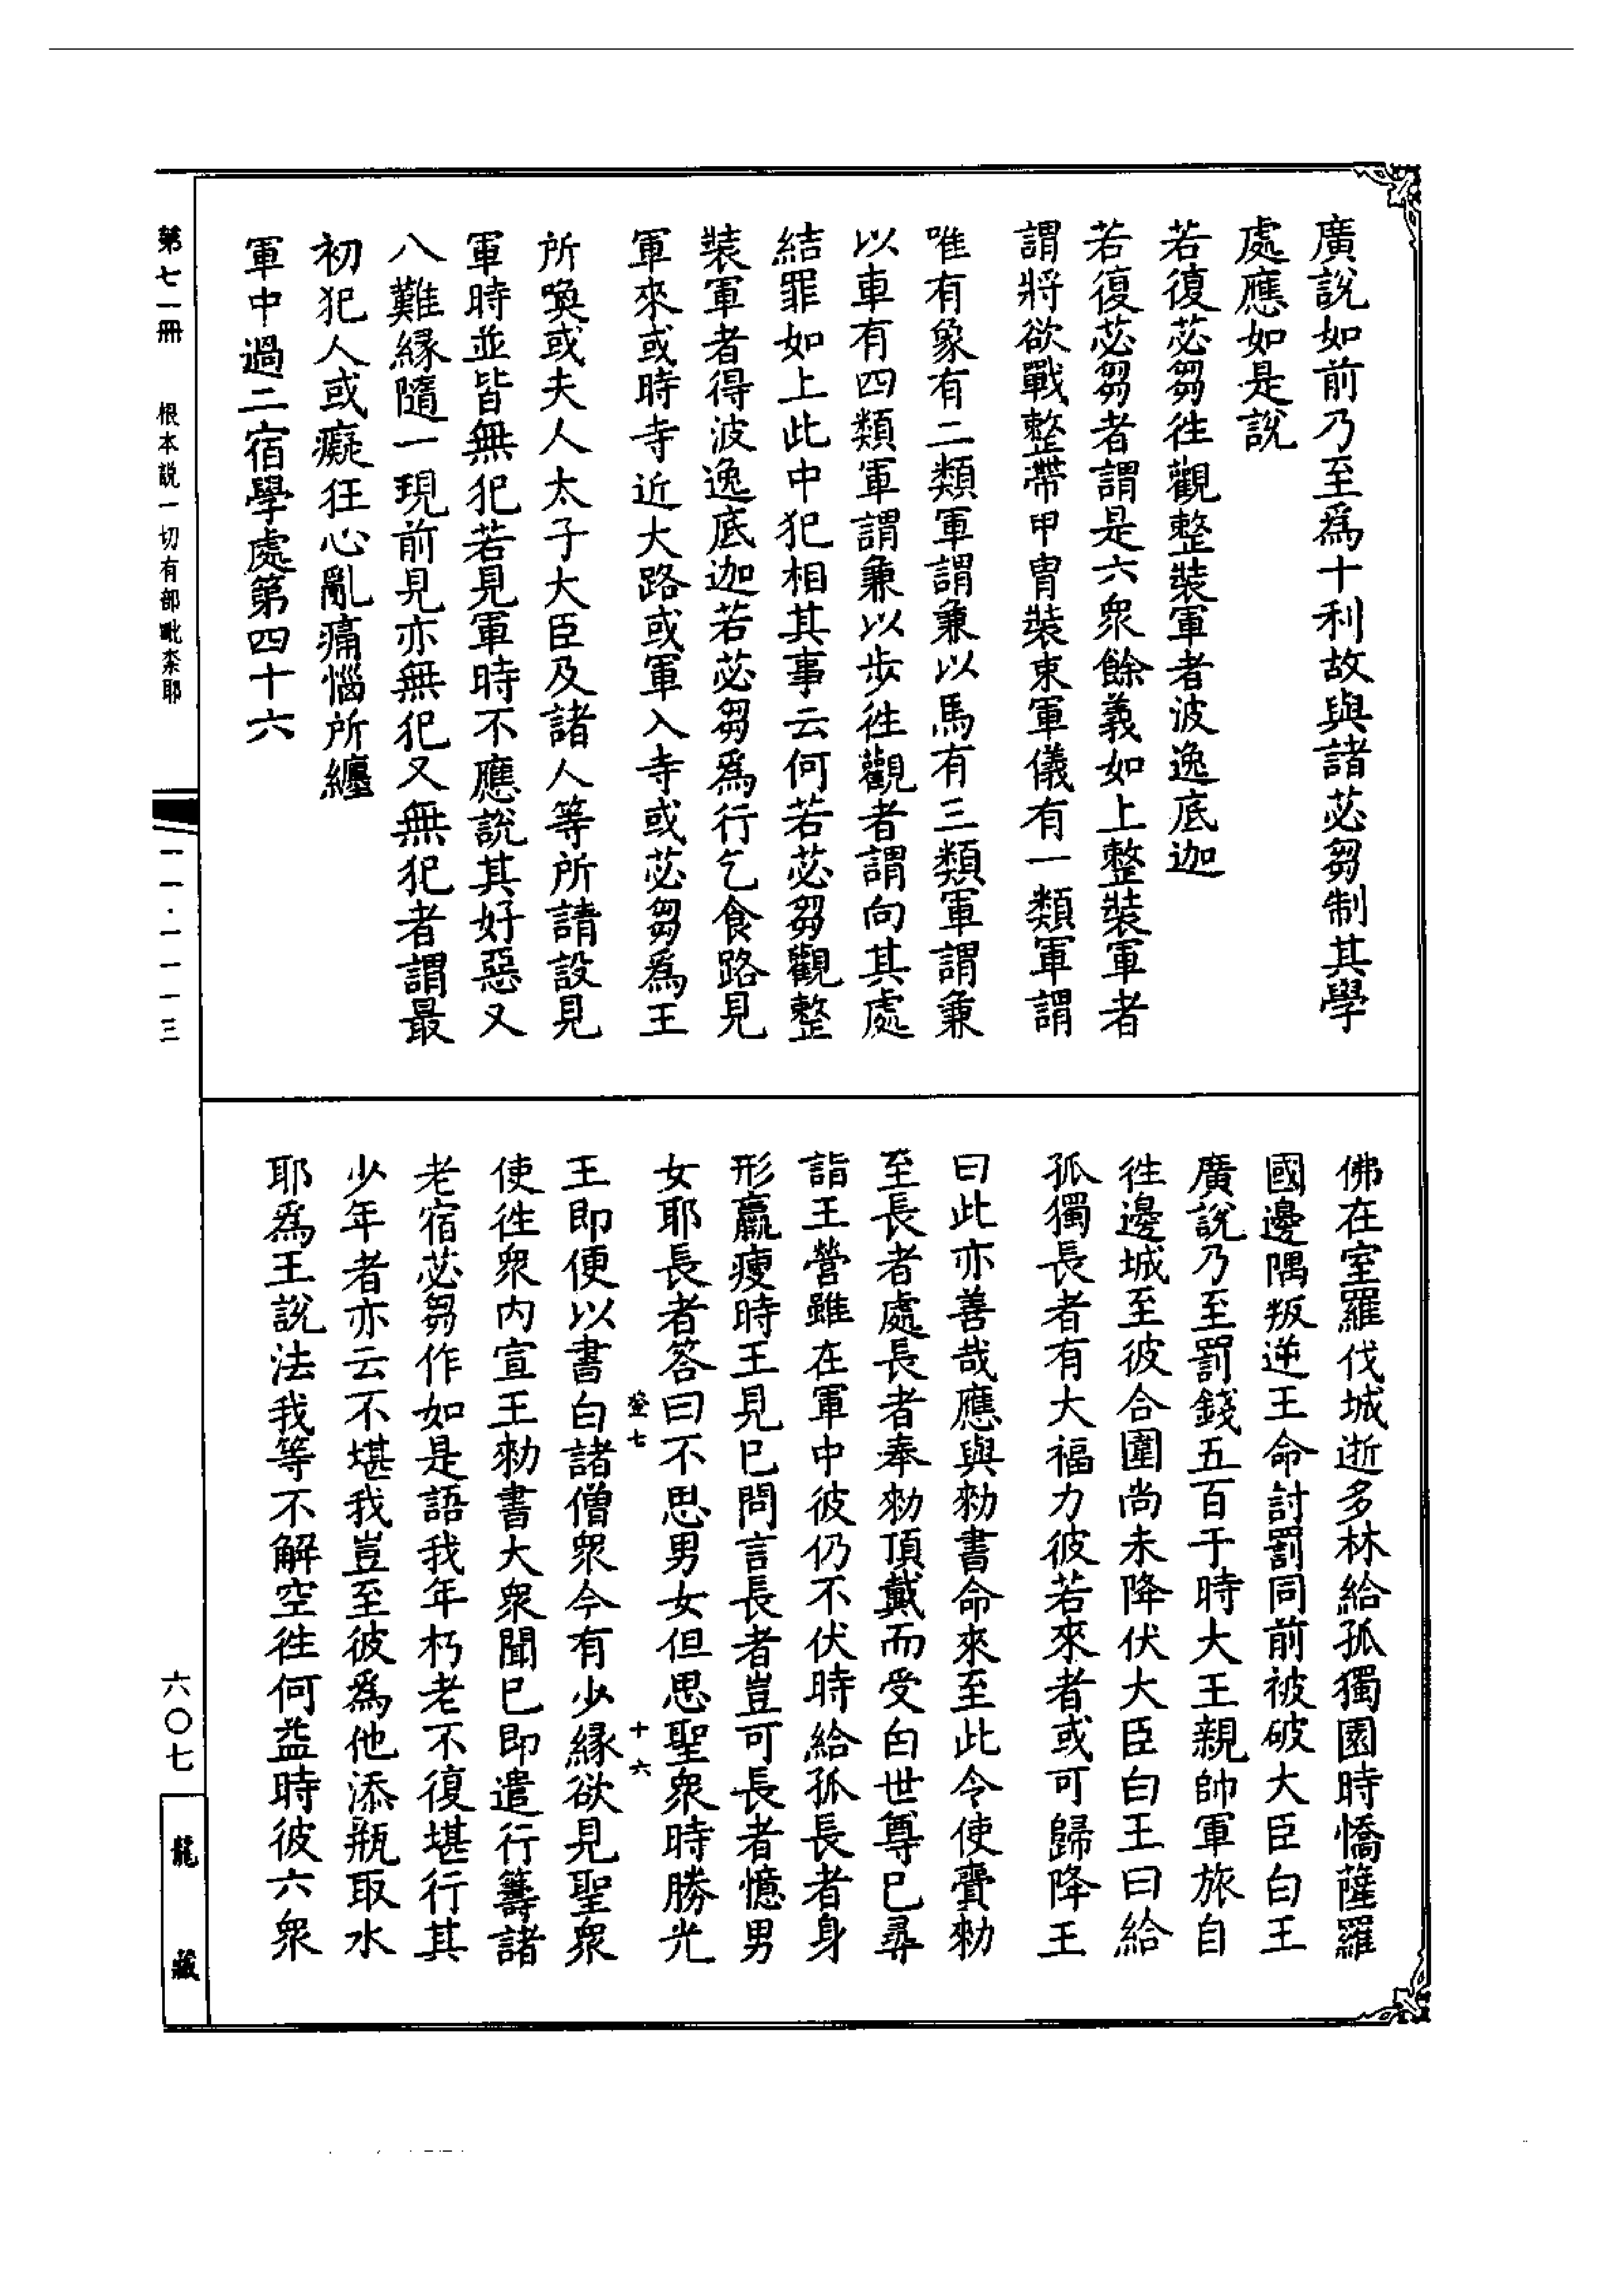 廣說如前乃至爲十利故與諸苾芻制其學
處應如是說
若復苾芻徃觀整裝軍者波逸底迦
若復苾芻者謂是六衆餘義如上整裝軍者
謂將欲戰整帶甲冑裝束軍儀有一類軍謂
唯有象有二類軍謂兼以馬有三類軍謂兼
以車有四類軍謂兼以步徃觀者謂向其處
結罪如上此中犯相其事云何若苾芻觀整
裝軍者得波逸底迦若苾芻爲行乞食路見
軍來或時寺近大路或軍入寺或苾芻爲王
所喚或夫人太子大臣及諸人等所請設見
軍時並皆無犯若見軍時不應說其好惡又
八難緣隨一現前見亦無犯又無犯者謂最
初犯人或癡狂心亂痛惱所纏
軍中過二宿學處第四十六
佛在室羅伐城逝多林給孤獨園時憍薩羅
國邊隅叛逆王命討罰同前被破大臣白王
廣說乃至罰錢五百于時大王親帥軍旅自
徃邊城至彼合圍尚未降伏大臣白王曰給
孤獨長者有大福力彼若來者或可歸降王
曰此亦善哉應與勑書命來至此令使賷勑
至長者處長者奉勑頂戴而受白世尊已尋
詣王營雖在軍中彼仍不伏時給孤長者身
形羸瘦時王見已問言長者豈可長者憶男
女耶長者答曰不思男女但思聖衆時勝光
登七
十六
王即便以書白諸僧衆今有少緣欲見聖衆
使徃衆內宣王勑書大衆聞已即遣行籌諸
老宿苾芻作如是語我年朽老不復堪行其
少年者亦云不堪我豈至彼爲他添瓶取水
耶爲王說法我等不解空徃何益時彼六衆
第七一冊
根本説一切有部毗柰耶
一一·一一一三
六〇七
龍藏